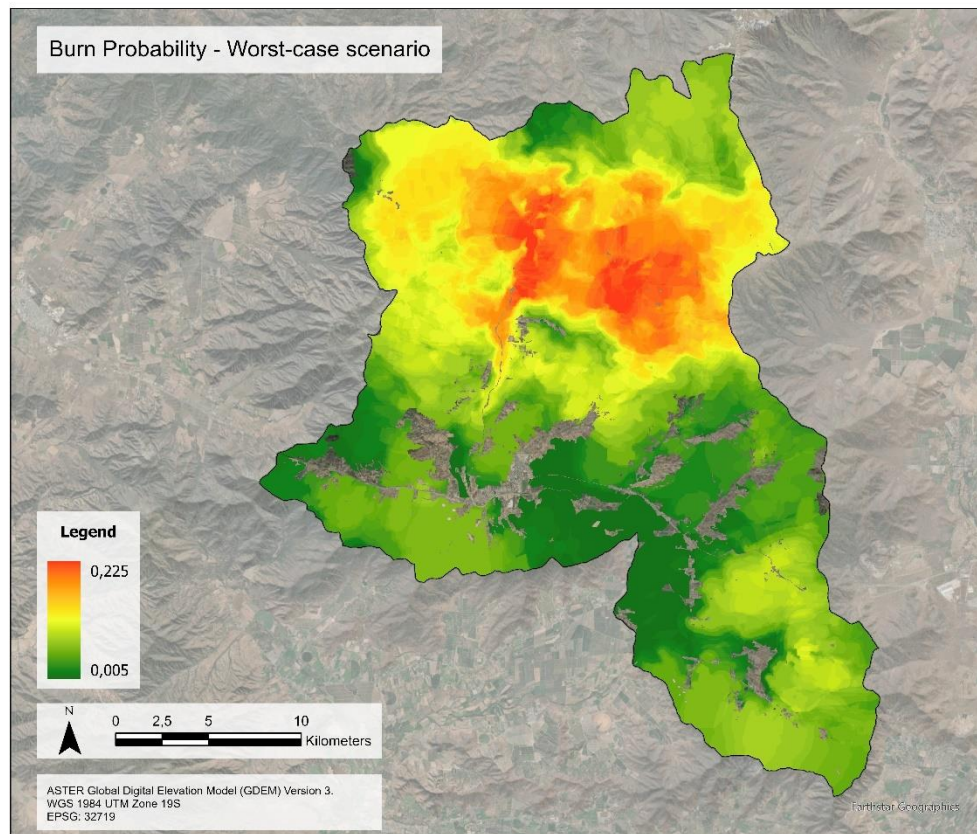 Burn Probability - Worst-case scenario
Legend
0,225
0,005
N
0 2,5 5 10
Kilometers
ASTER Global Digital Elevation Model (GDEM) Version 3.
WGS 1984 UTM Zone 19S
EPSG: 32719
Earthstar Geographics